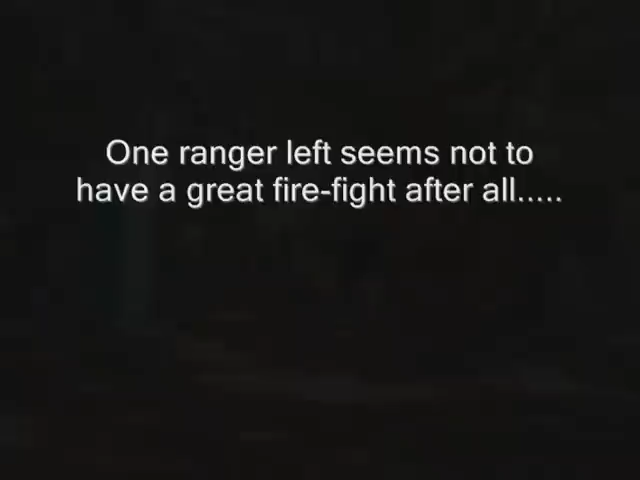 One ranger left seems not to
have a great fire-fight after all.....